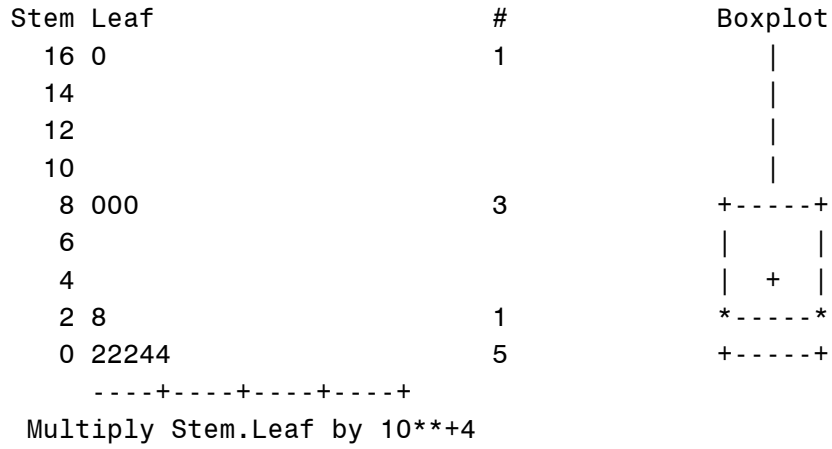 Stem Leaf # Boxplot
16 0 1 |
14 |
12 |
10 |
8 000 3 +-----+
6 | |
4 | + |
2 8 1 *-----*
0 22244 5 +-----+
----+----+----+----+
Multiply Stem.Leaf by 10**+4